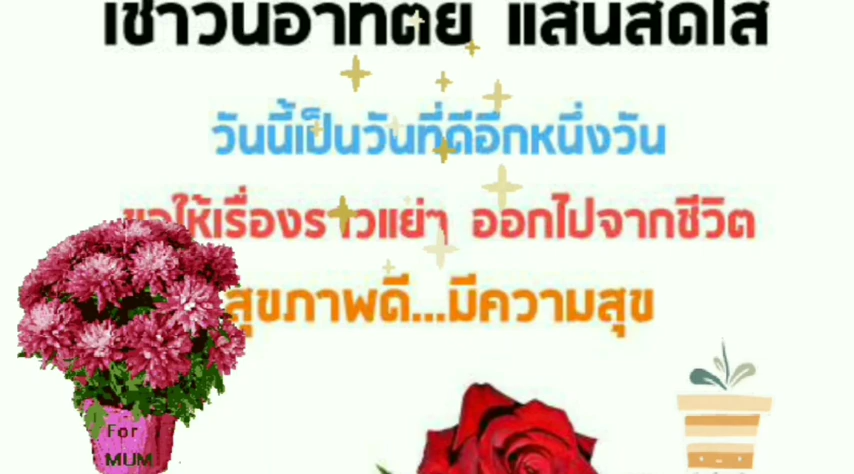 เช้าวันอาทิตย์ แสนสดใส
วันนี้เป็นวันที่ดีอีกหนึ่งวัน
ขอให้เรื่องราวแย่ๆ ออกไปจากชีวิต
สุขภาพดี...มีความสุข
For
MUM